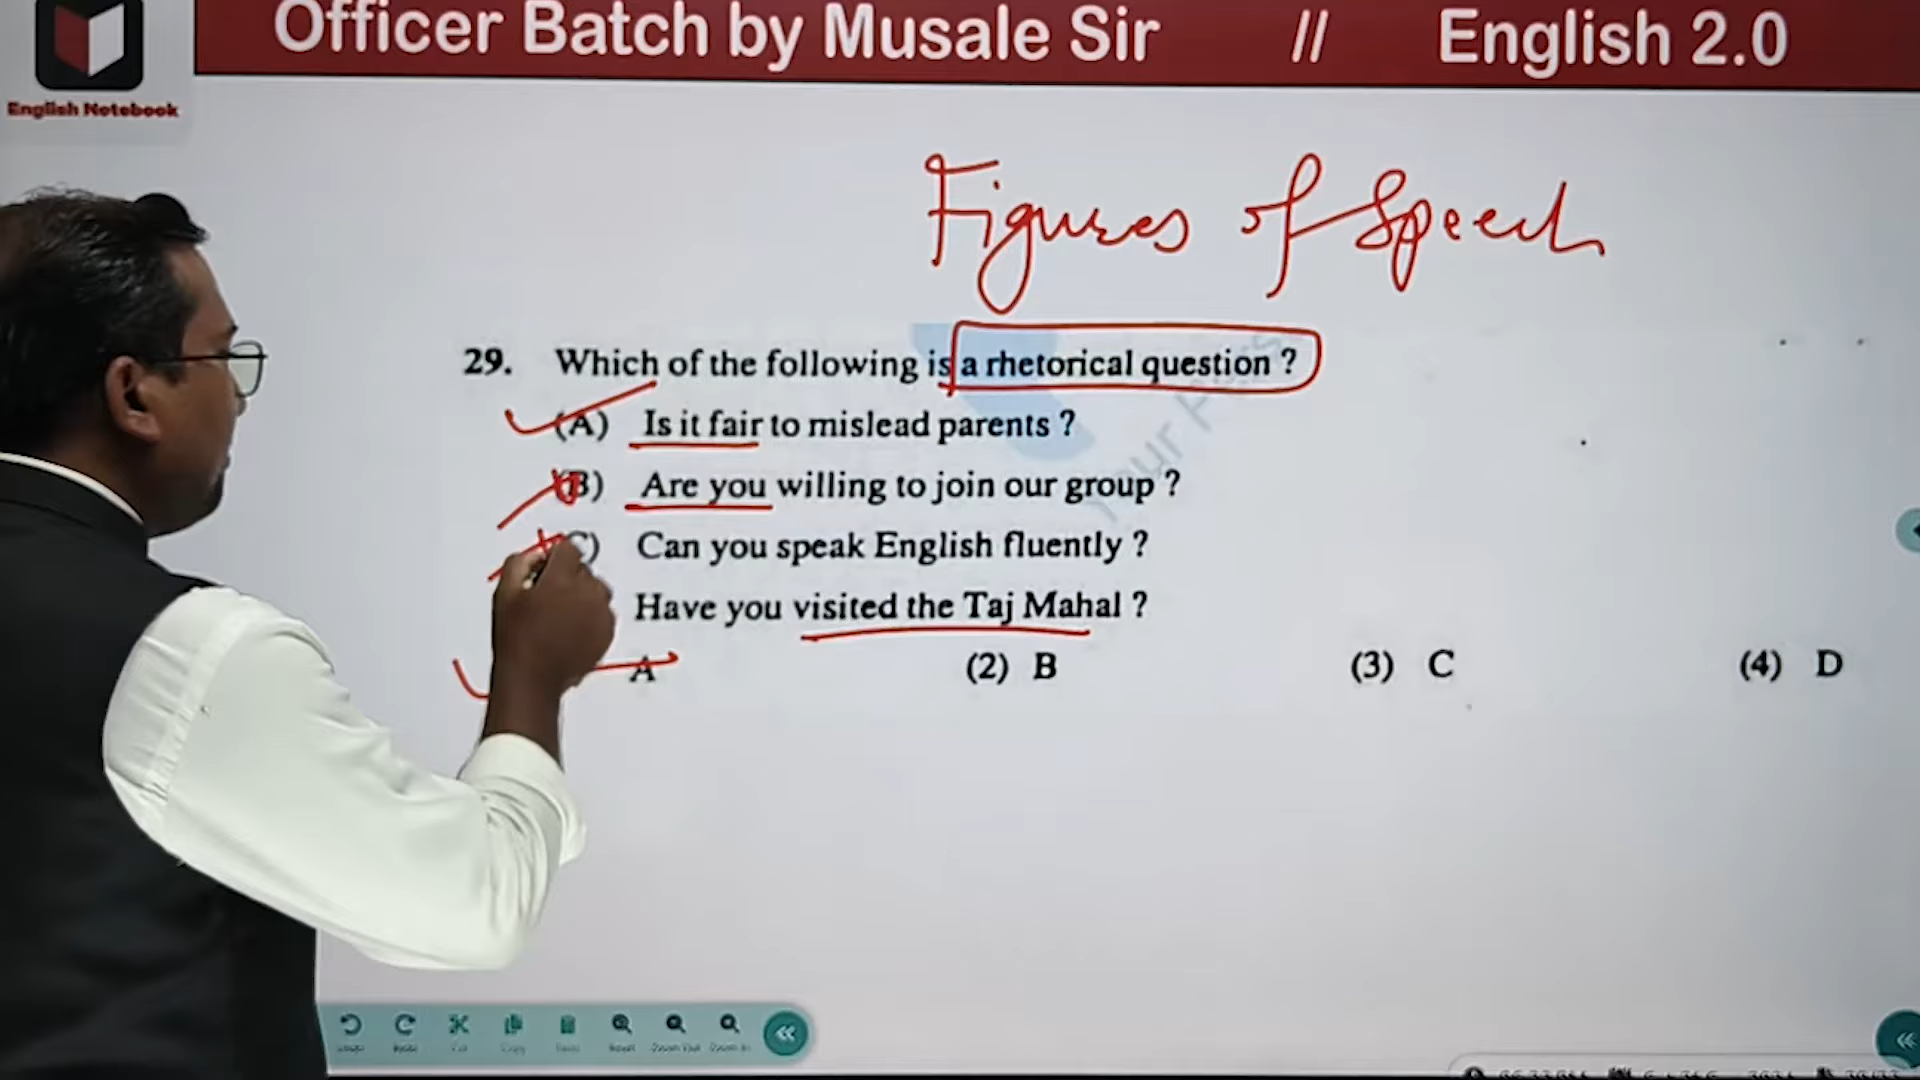 Officer Batch by Musale Sir // English 2.0
English Notebook
Figures of Speech
29. Which of the following is a rhetorical question ?
(A) Is it fair to mislead parents ?
(B) Are you willing to join our group ?
C) Can you speak English fluently ?
Have you visited the Taj Mahal ?
A (2) B (3) C (4) D